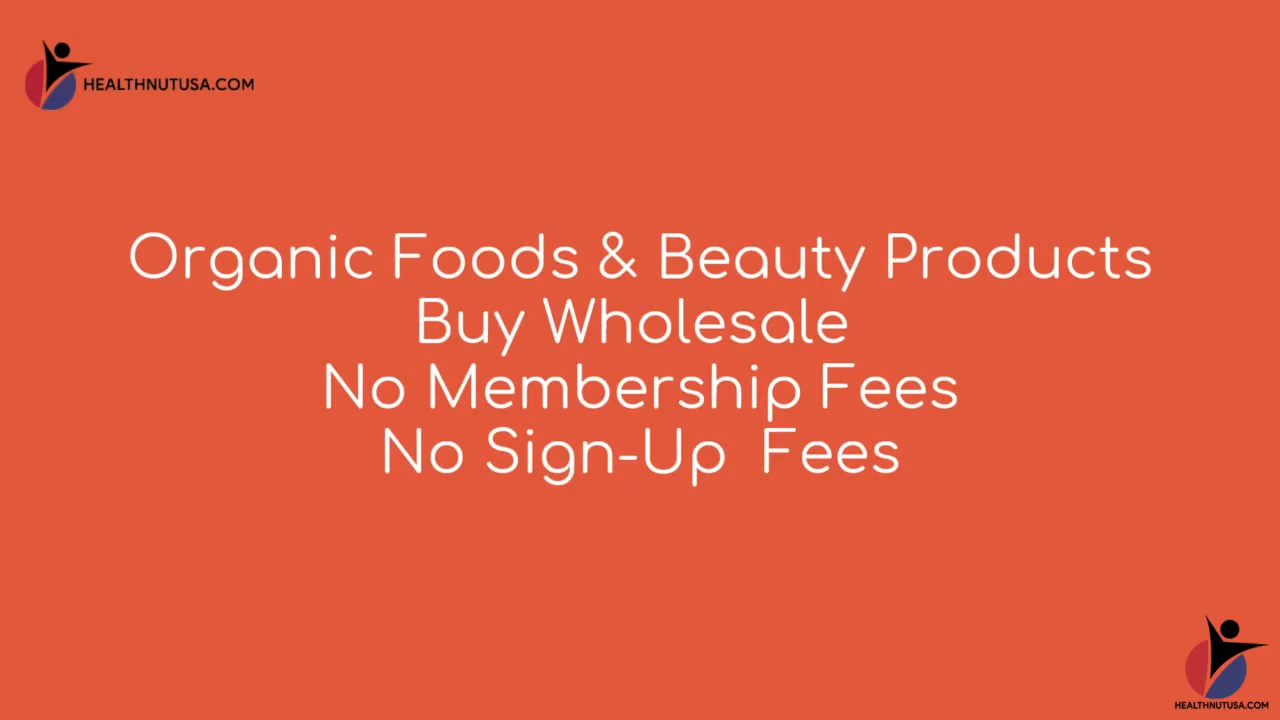 HEALTHNUTUSA.COM
Organic Foods & Beauty Products
Buy Wholesale
No Membership Fees
No Sign-Up Fees
HEALTHNUTUSA.COM